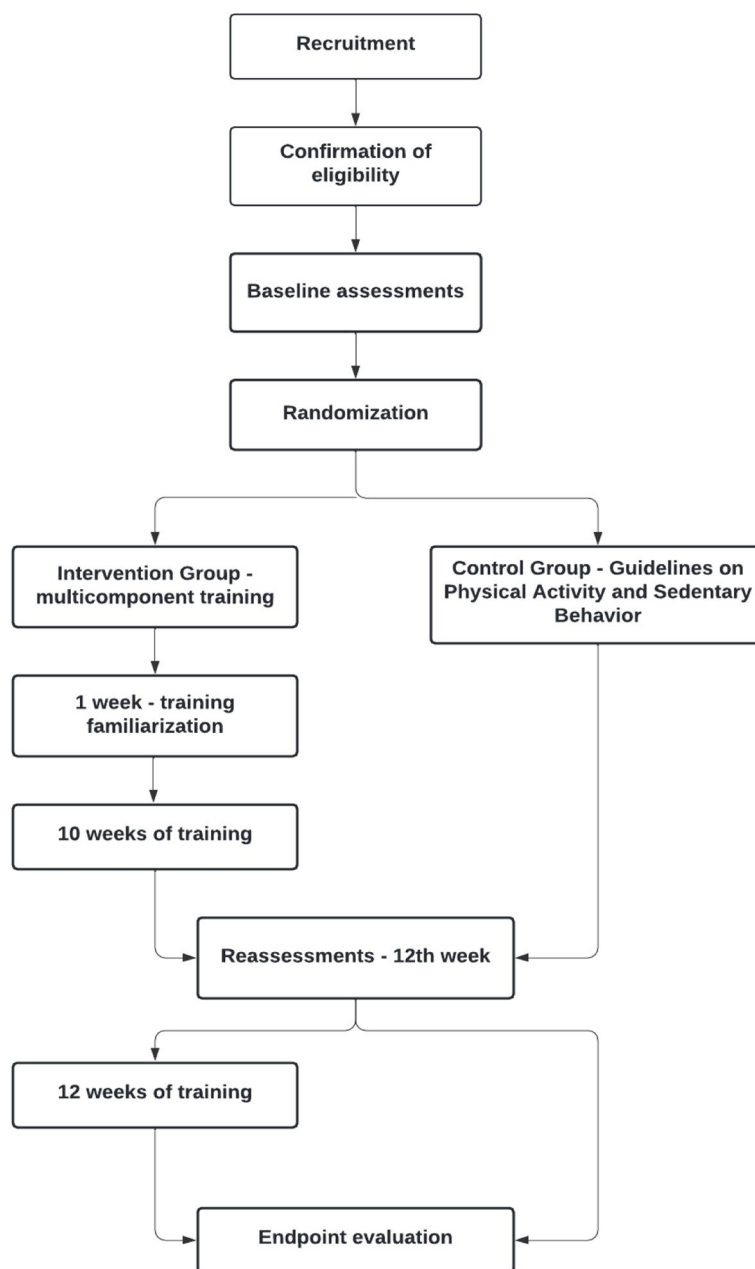 Recruitment
Confirmation of
eligibility
Baseline assessments
Randomization
Intervention Group -
multicomponent training
Control Group - Guidelines on
Physical Activity and Sedentary
Behavior
1 week - training
familiarization
10 weeks of training
Reassessments - 12th week
12 weeks of training
Endpoint evaluation